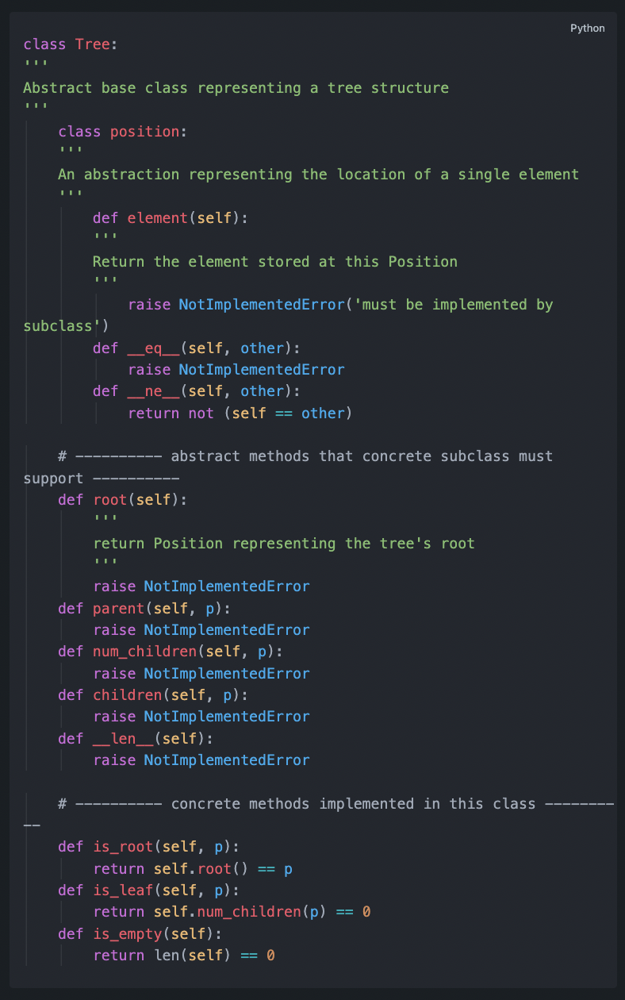 Python
class Tree:
'''
Abstract base class representing a tree structure
'''
    class position:
    '''
    An abstraction representing the location of a single element
    '''
        def element(self):
        '''
        Return the element stored at this Position
        '''
            raise NotImplementedError('must be implemented by
subclass')
        def __eq__(self, other):
            raise NotImplementedError
        def __ne__(self, other):
            return not (self == other)
    # ---------- abstract methods that concrete subclass must
support ----------
    def root(self):
        '''
        return Position representing the tree's root
        '''
        raise NotImplementedError
    def parent(self, p):
        raise NotImplementedError
    def num_children(self, p):
        raise NotImplementedError
    def children(self, p):
        raise NotImplementedError
    def __len__(self):
        raise NotImplementedError
    # ---------- concrete methods implemented in this class --------
--
    def is_root(self, p):
        return self.root() == p
    def is_leaf(self, p):
        return self.num_children(p) == 0
    def is_empty(self):
        return len(self) == 0